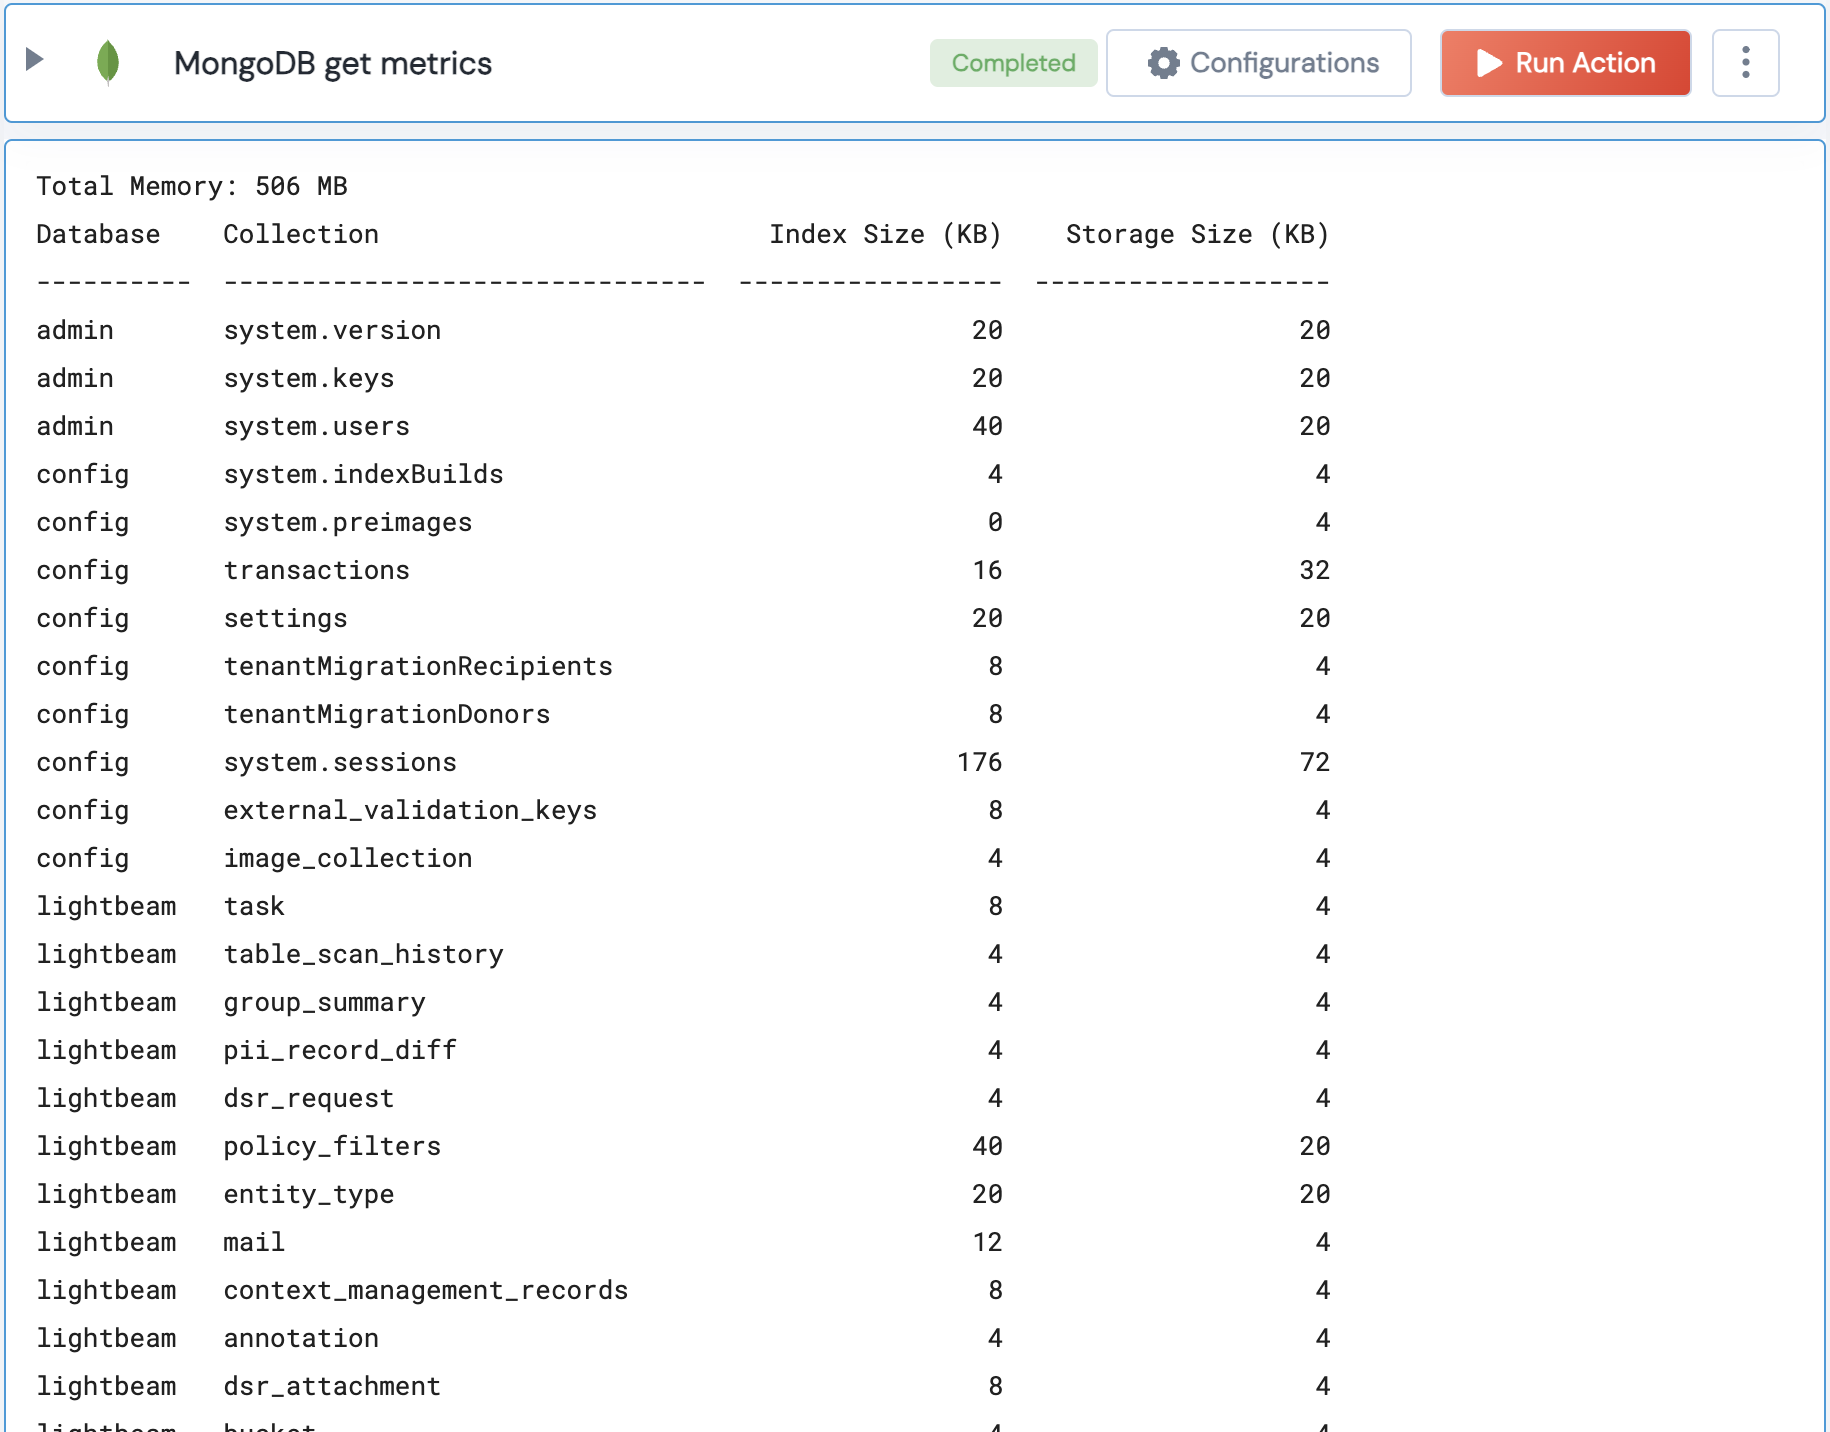 MongoDB get metrics Completed Configurations Run Action
Total Memory: 506 MB
Database Collection Index Size (KB) Storage Size (KB)
---------- ------------------------------- ----------------- -------------------
admin system.version 20 20
admin system.keys 20 20
admin system.users 40 20
config system.indexBuilds 4 4
config system.preimages 0 4
config transactions 16 32
config settings 20 20
config tenantMigrationRecipients 8 4
config tenantMigrationDonors 8 4
config system.sessions 176 72
config external_validation_keys 8 4
config image_collection 4 4
lightbeam task 8 4
lightbeam table_scan_history 4 4
lightbeam group_summary 4 4
lightbeam pii_record_diff 4 4
lightbeam dsr_request 4 4
lightbeam policy_filters 40 20
lightbeam entity_type 20 20
lightbeam mail 12 4
lightbeam context_management_records 8 4
lightbeam annotation 4 4
lightbeam dsr_attachment 8 4
lightbeam bucket 4 4